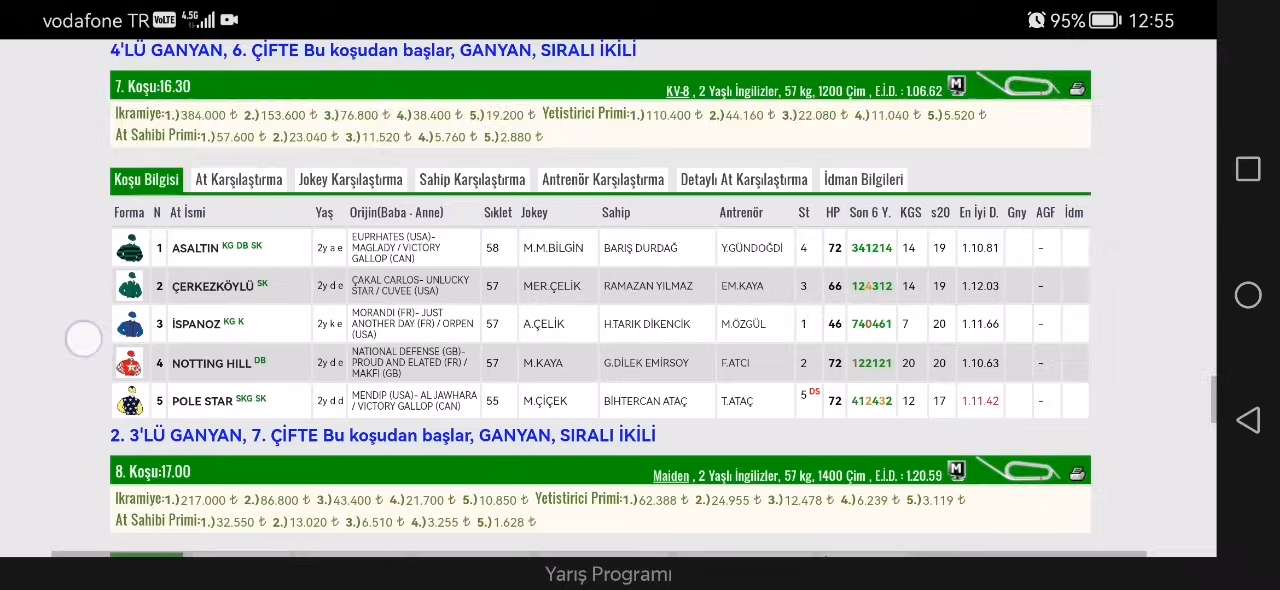 vodafone TR VoLTE 4.5G 95% 12:55
4'LÜ GANYAN, 6. ÇİFTE Bu koşudan başlar, GANYAN, SIRALI İKİLİ
7. Koşu:16.30 KV-8 , 2 Yaşlı İngilizler, 57 kg, 1200 Çim , E.İ.D. : 1.06.62
Ikramiye:1.)384.000 ₺ 2.)153.600 ₺ 3.)76.800 ₺ 4.)38.400 ₺ 5.)19.200 ₺ Yetistirici Primi:1.)110.400 ₺ 2.)44.160 ₺ 3.)22.080 ₺ 4.)11.040 ₺ 5.)5.520 ₺
At Sahibi Primi:1.)57.600 ₺ 2.)23.040 ₺ 3.)11.520 ₺ 4.)5.760 ₺ 5.)2.880 ₺
Koşu Bilgisi At Karşılaştırma Jokey Karşılaştırma Sahip Karşılaştırma Antrenör Karşılaştırma Detaylı At Karşılaştırma İdman Bilgileri
Forma N At İsmi Yaş Orijin(Baba - Anne) Sıklet Jokey Sahip Antrenör St HP Son 6 Y. KGS s20 En İyi D. Gny AGF İdm
1 ASALTIN KG DB SK 2y a e EUPRHATES (USA)- MAGLADY / VICTORY GALLOP (CAN) 58 M.M.BİLGİN BARIŞ DURDAĞ Y.GÜNDOĞDİ 4 72 341214 14 19 1.10.81 -
2 ÇERKEZKÖYLÜ SK 2y d e ÇAKAL CARLOS- UNLUCKY STAR / CUVEE (USA) 57 MER.ÇELİK RAMAZAN YILMAZ EM.KAYA 3 66 124312 14 19 1.12.03 -
3 İSPANOZ KG K 2y k e MORANDI (FR)- JUST ANOTHER DAY (FR) / ORPEN (USA) 57 A.ÇELİK H.TARIK DİKENCİK M.ÖZGÜL 1 46 740461 7 20 1.11.66 -
4 NOTTING HILL DB 2y d e NATIONAL DEFENSE (GB)- PROUD AND ELATED (FR) / MAKFI (GB) 57 M.KAYA G.DİLEK EMİRSOY F.ATCI 2 72 122121 20 20 1.10.63 -
5 POLE STAR SKG SK 2y d d MENDIP (USA)- AL JAWHARA / VICTORY GALLOP (CAN) 55 M.ÇİÇEK BİHTERCAN ATAÇ T.ATAÇ 5 DS 72 412432 12 17 1.11.42 -
2. 3'LÜ GANYAN, 7. ÇİFTE Bu koşudan başlar, GANYAN, SIRALI İKİLİ
8. Koşu:17.00 Maiden , 2 Yaşlı İngilizler, 57 kg, 1400 Çim , E.İ.D. : 1.20.59
Ikramiye:1.)217.000 ₺ 2.)86.800 ₺ 3.)43.400 ₺ 4.)21.700 ₺ 5.)10.850 ₺ Yetistirici Primi:1.)62.388 ₺ 2.)24.955 ₺ 3.)12.478 ₺ 4.)6.239 ₺ 5.)3.119 ₺
At Sahibi Primi:1.)32.550 ₺ 2.)13.020 ₺ 3.)6.510 ₺ 4.)3.255 ₺ 5.)1.628 ₺
Yarış Programı